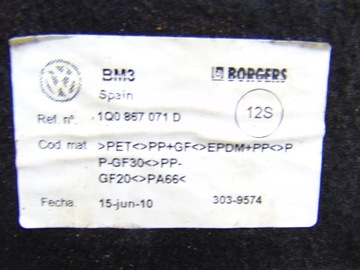 BM3 BORGERS
Spain
Ref. nº. 1Q0 867 071 D 12S
Cod. mat >PET<>PP+GF<>EPDM+PP<>P
P-GF30<>PP-
GF20<>PA66<
Fecha 15-jun-10 303-9574